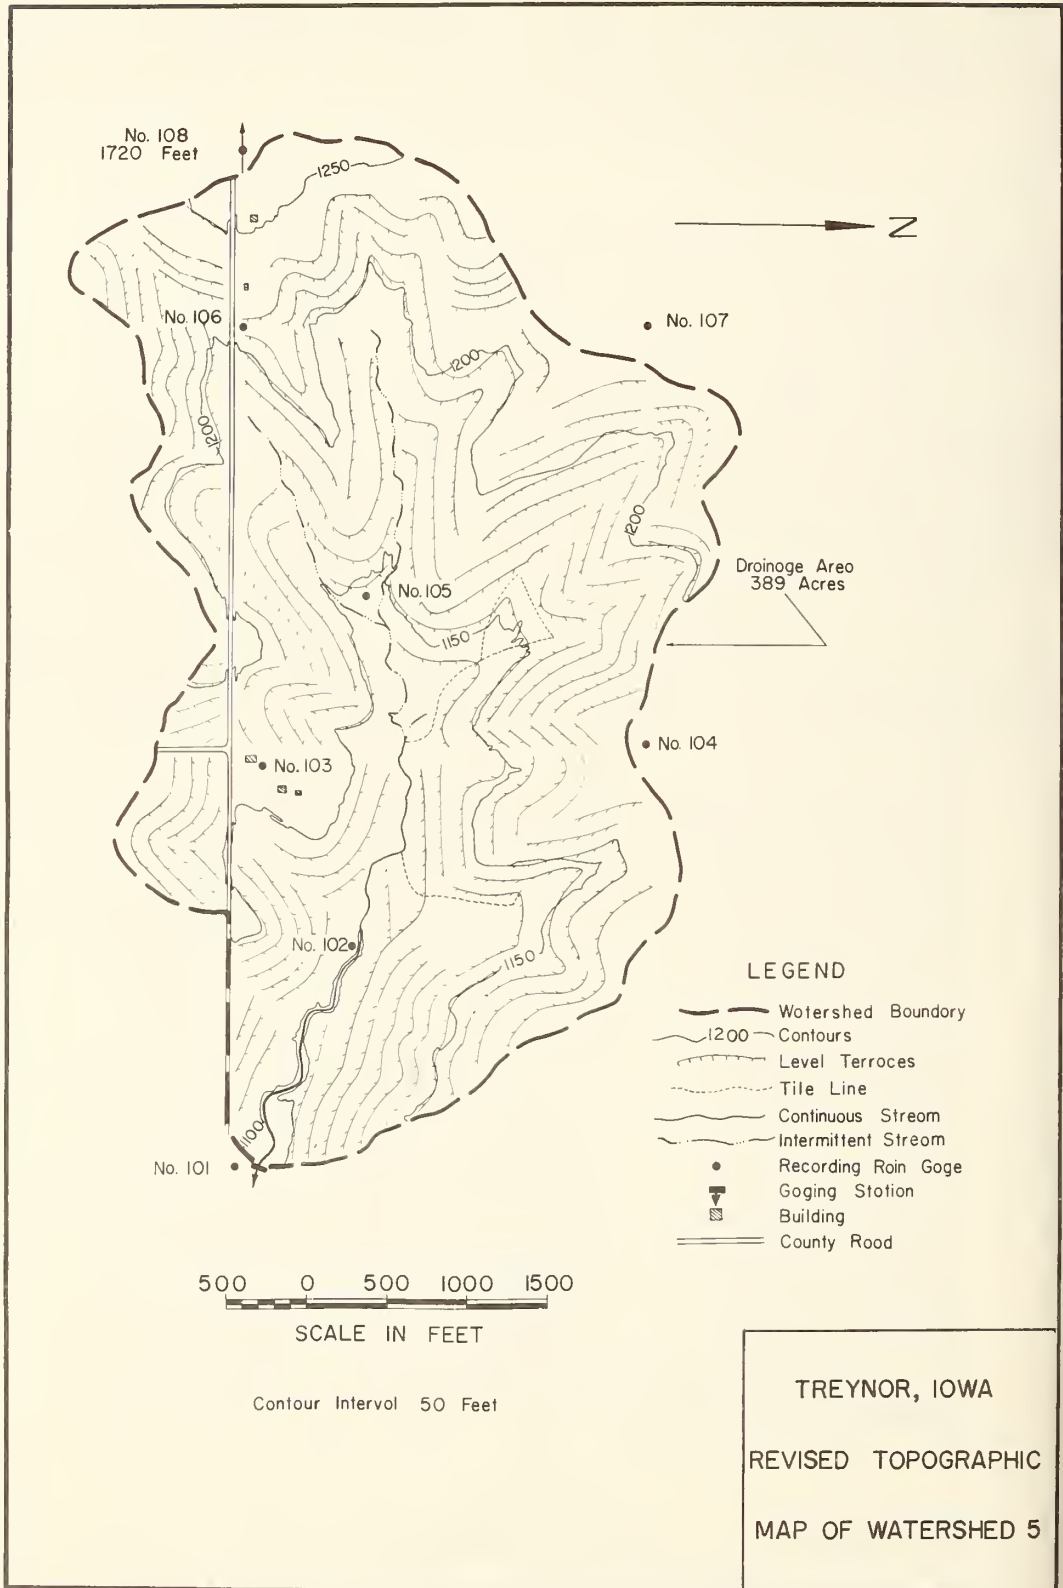 No. 108
1720 Feet
1250
N
No. 106
No. 107
1200
1200
1200
Droinoge Areo
389 Acres
No. 105
1150
No. 104
No. 103
No. 102
1150
1100
No. 101
LEGEND
Wotershed Boundory
1200 Contours
Level Terroces
Tile Line
Continuous Streom
Intermittent Streom
Recording Roin Goge
Goging Stotion
Building
County Rood
500 0 500 1000 1500
SCALE IN FEET
Contour Intervol 50 Feet
TREYNOR, IOWA
REVISED TOPOGRAPHIC
MAP OF WATERSHED 5